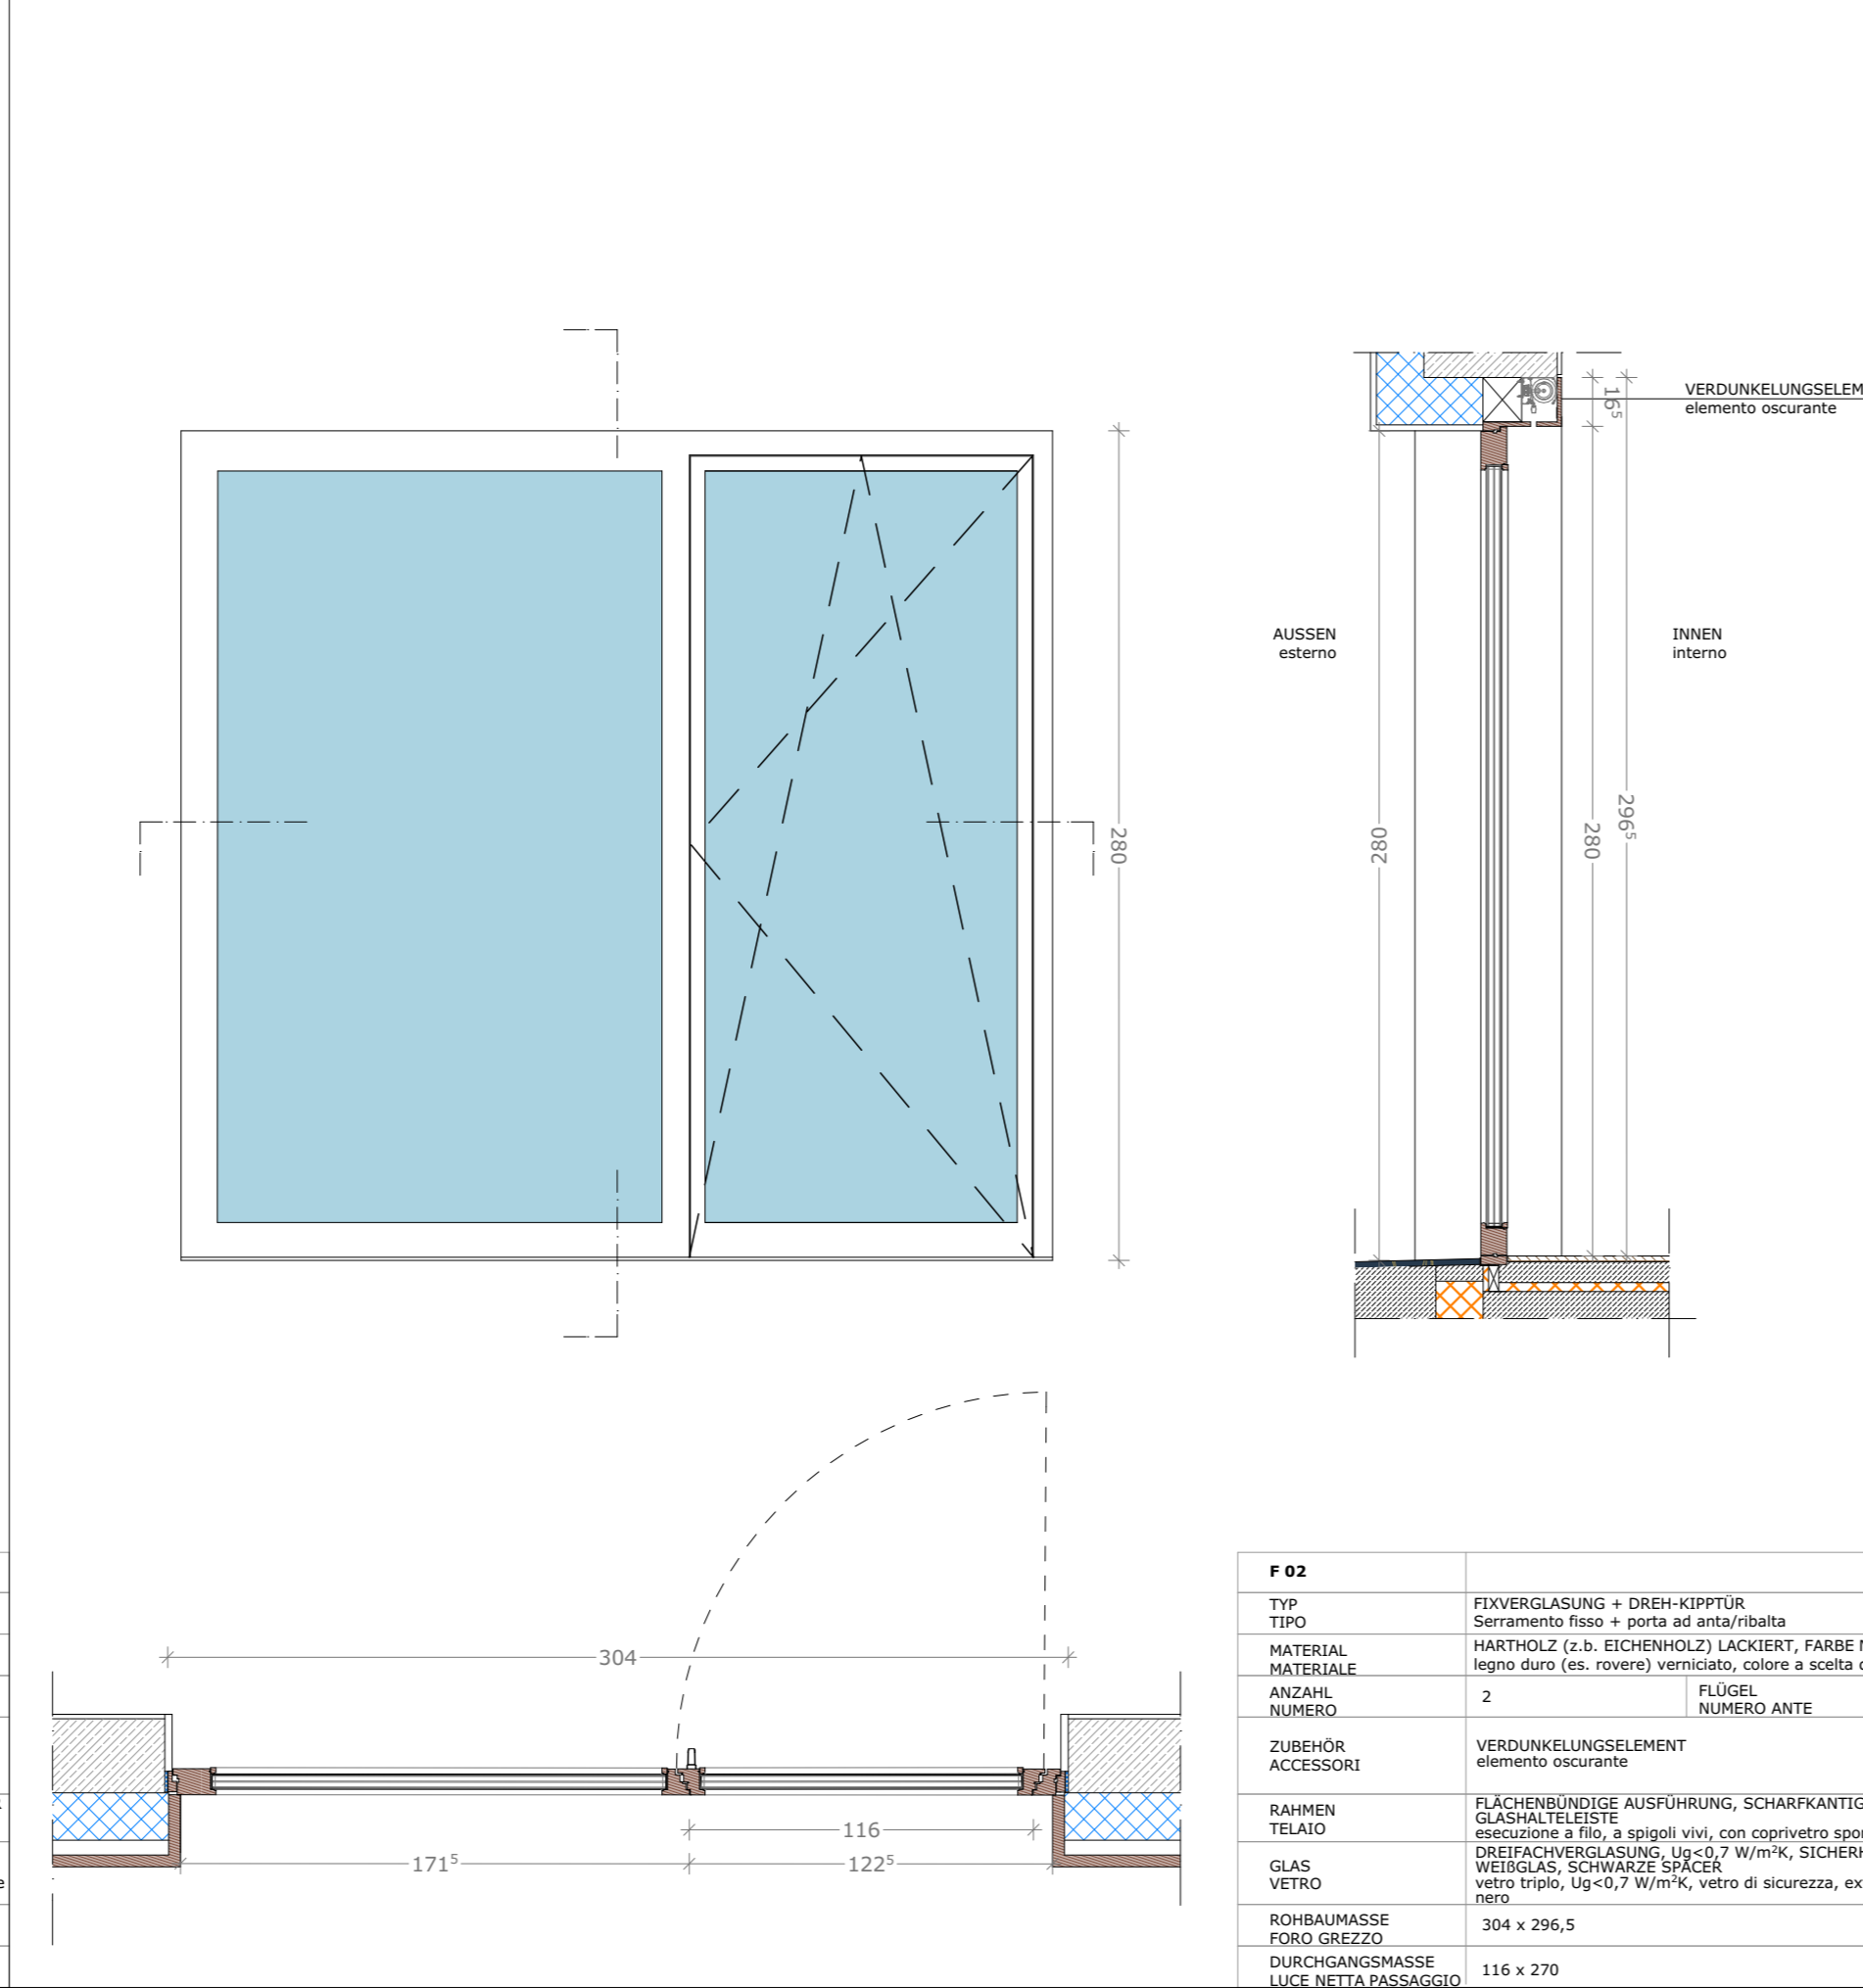 VERDUNKELUNGSELEM
elemento oscurante
16⁵
AUSSEN
esterno
INNEN
interno
280
280
280
296⁵
304
116
171⁵
122⁵
F 02
TYP
TIPO
FIXVERGLASUNG + DREH-KIPPTÜR
Serramento fisso + porta ad anta/ribalta
MATERIAL
MATERIALE
HARTHOLZ (z.b. EICHENHOLZ) LACKIERT, FARBE
legno duro (es. rovere) verniciato, colore a scelta
ANZAHL
NUMERO
2
FLÜGEL
NUMERO ANTE
ZUBEHÖR
ACCESSORI
VERDUNKELUNGSELEMENT
elemento oscurante
RAHMEN
TELAIO
FLÄCHENBÜNDIGE AUSFÜHRUNG, SCHARFKANTIG
GLASHALTELEISTE
esecuzione a filo, a spigoli vivi, con coprivetro spor
GLAS
VETRO
DREIFACHVERGLASUNG, Ug<0,7 W/m²K, SICHERH
WEIßGLAS, SCHWARZE SPACER
vetro triplo, Ug<0,7 W/m²K, vetro di sicurezza, ex
nero
ROHBAUMASSE
FORO GREZZO
304 x 296,5
DURCHGANGSMASSE
LUCE NETTA PASSAGGIO
116 x 270